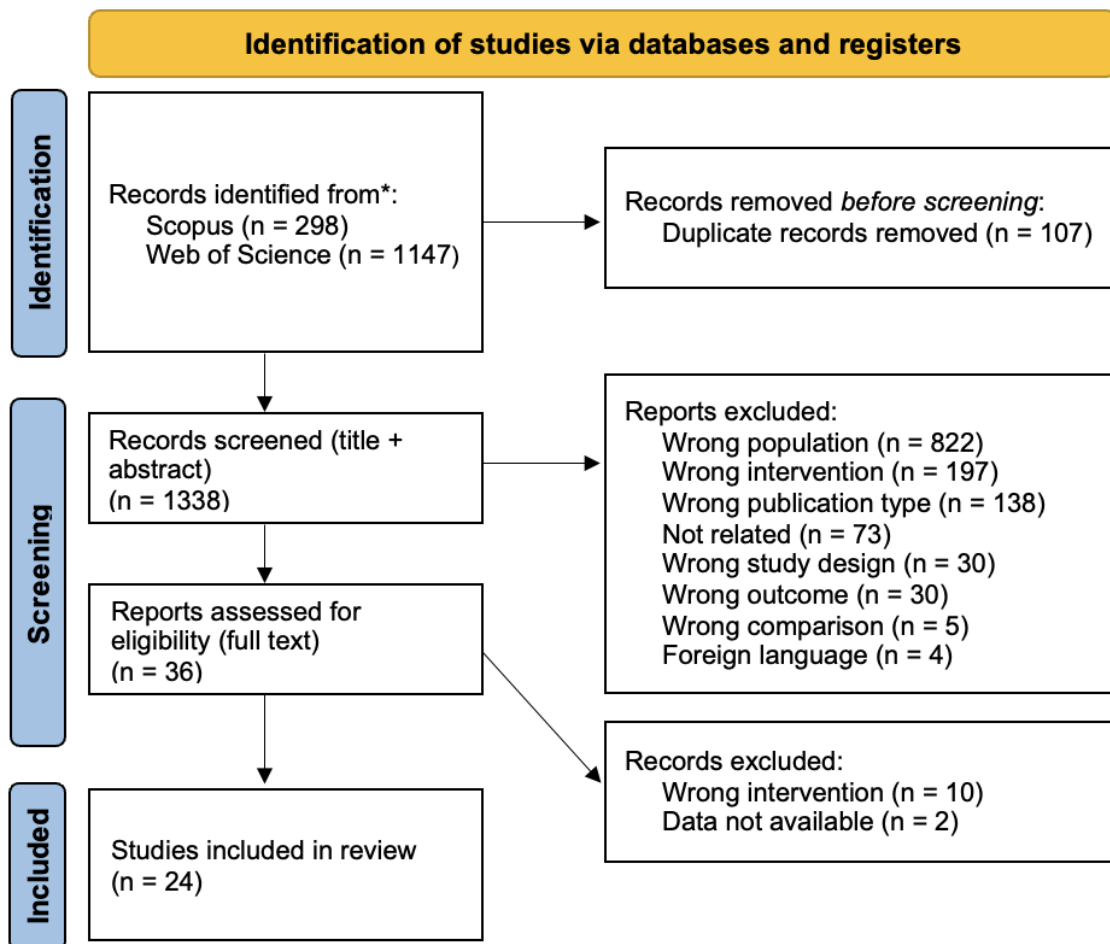 Identification of studies via databases and registers
Identification
Records identified from*:
Scopus (n = 298)
Web of Science (n = 1147)
Records removed before screening:
Duplicate records removed (n = 107)
Screening
Records screened (title +
abstract)
(n = 1338)
Reports excluded:
Wrong population (n = 822)
Wrong intervention (n = 197)
Wrong publication type (n = 138)
Not related (n = 73)
Wrong study design (n = 30)
Wrong outcome (n = 30)
Wrong comparison (n = 5)
Foreign language (n = 4)
Reports assessed for
eligibility (full text)
(n = 36)
Records excluded:
Wrong intervention (n = 10)
Data not available (n = 2)
Included
Studies included in review
(n = 24)